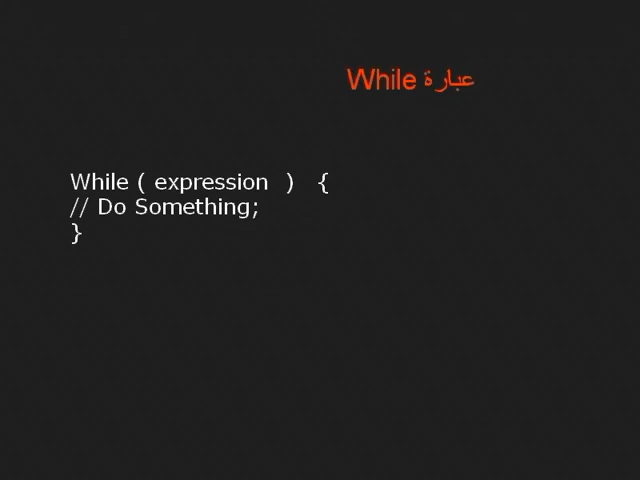 عبارة While
While ( expression ) {
// Do Something;
}